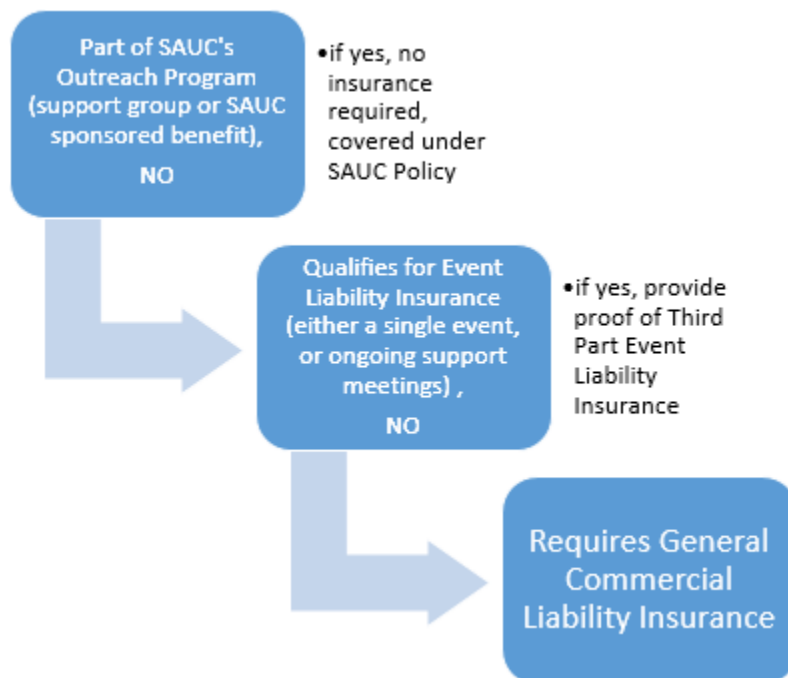 Part of SAUC's
Outreach Program
(support group or SAUC
sponsored benefit),
NO
•if yes, no
insurance
required,
covered under
SAUC Policy
Qualifies for Event
Liability Insurance
(either a single event,
or ongoing support
meetings) ,
NO
•if yes, provide
proof of Third
Part Event
Liability
Insurance
Requires General
Commercial
Liability Insurance